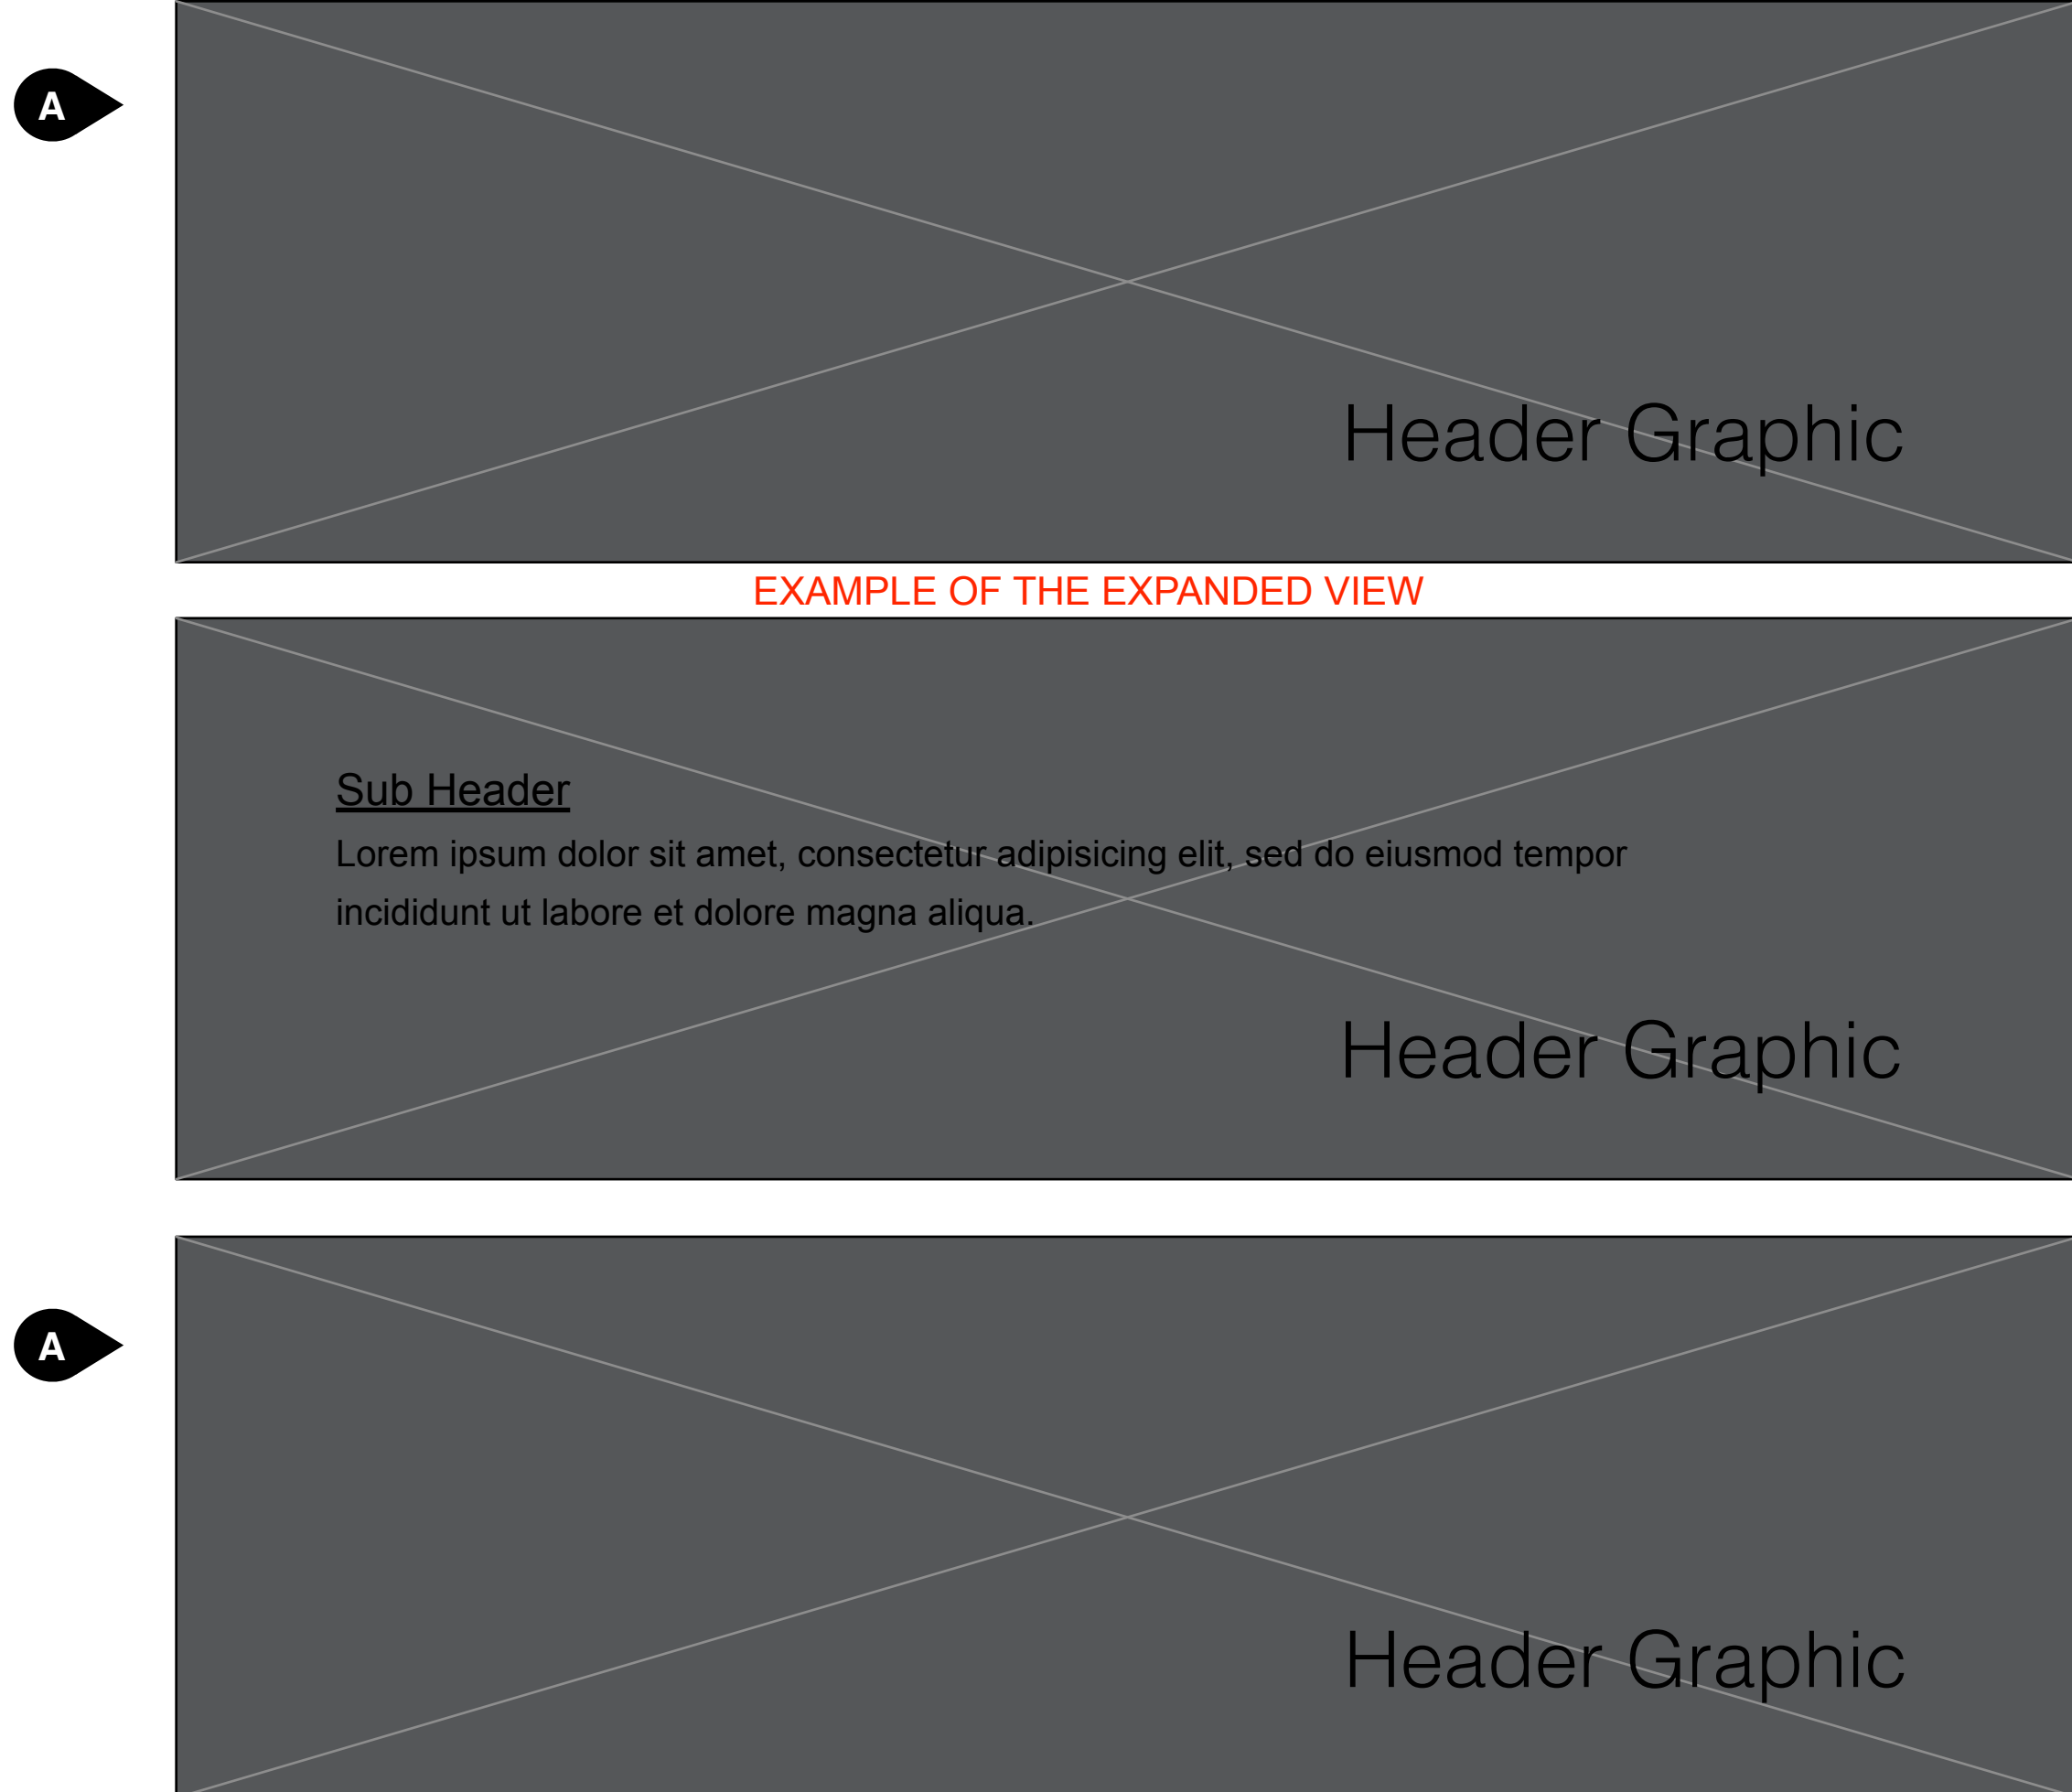 A
Header Graphic
EXAMPLE OF THE EXPANDED VIEW
Sub Header
Lorem ipsum dolor sit amet, consectetur adipisicing elit, sed do eiusmod tempor
incididunt ut labore et dolore magna aliqua.
Header Graphic
A
Header Graphic